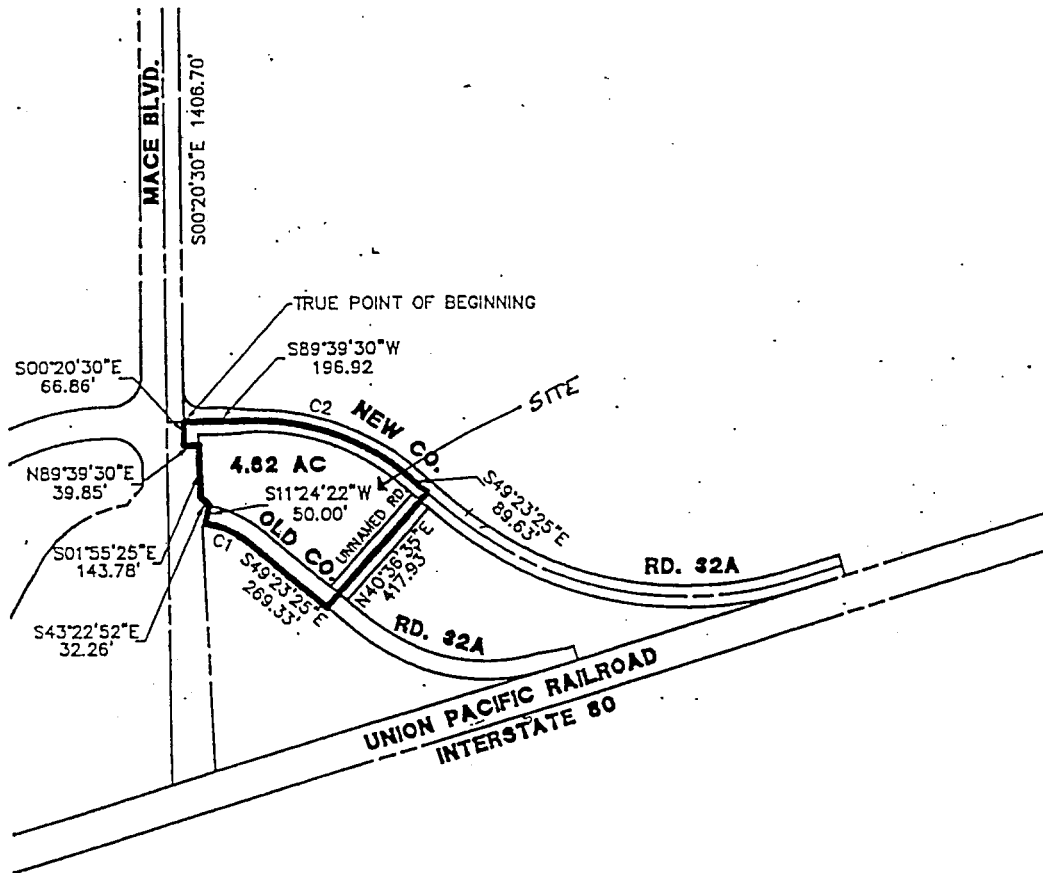 MACE BLVD.
S00°20'30"E 1406.70'
TRUE POINT OF BEGINNING
S00°20'30"E
66.86'
S89°39'30"W
196.92
C2
NEW CO.
SITE
N89°39'30"E
39.85'
4.62 AC
S11°24'22"W
50.00'
S49°23'25"E
89.63'
UNNAMED RD.
OLD CO.
S01°55'25"E
143.78'
C1
S49°23'25"E
269.33'
N40°36'35"E
417.93'
RD. 32A
S43°22'52"E
32.26'
RD. 32A
UNION PACIFIC RAILROAD
INTERSTATE 80